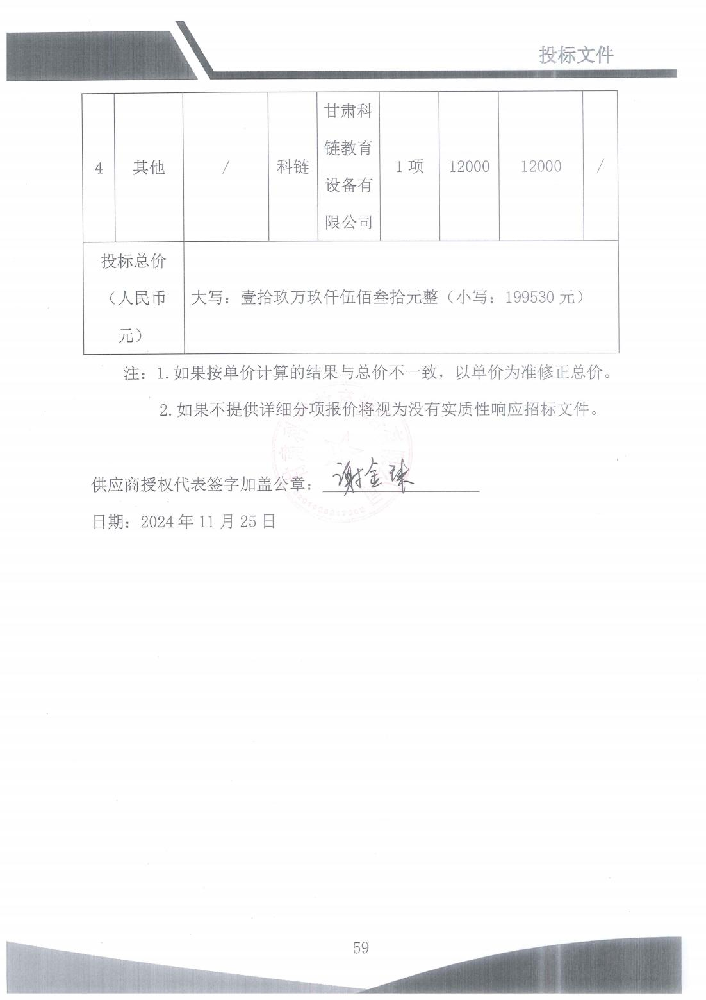 投标文件
4 其他 / 科链 甘肃科 1 项 12000 12000 /
链教育
设备有
限公司
投标总价
（人民币
元）
大写：壹拾玖万玖仟伍佰叁拾元整（小写：199530 元）
注：1.如果按单价计算的结果与总价不一致，以单价为准修正总价。
2.如果不提供详细分项报价将视为没有实质性响应招标文件。
供应商授权代表签字加盖公章：谢金
日期：2024 年 11 月 25 日
59